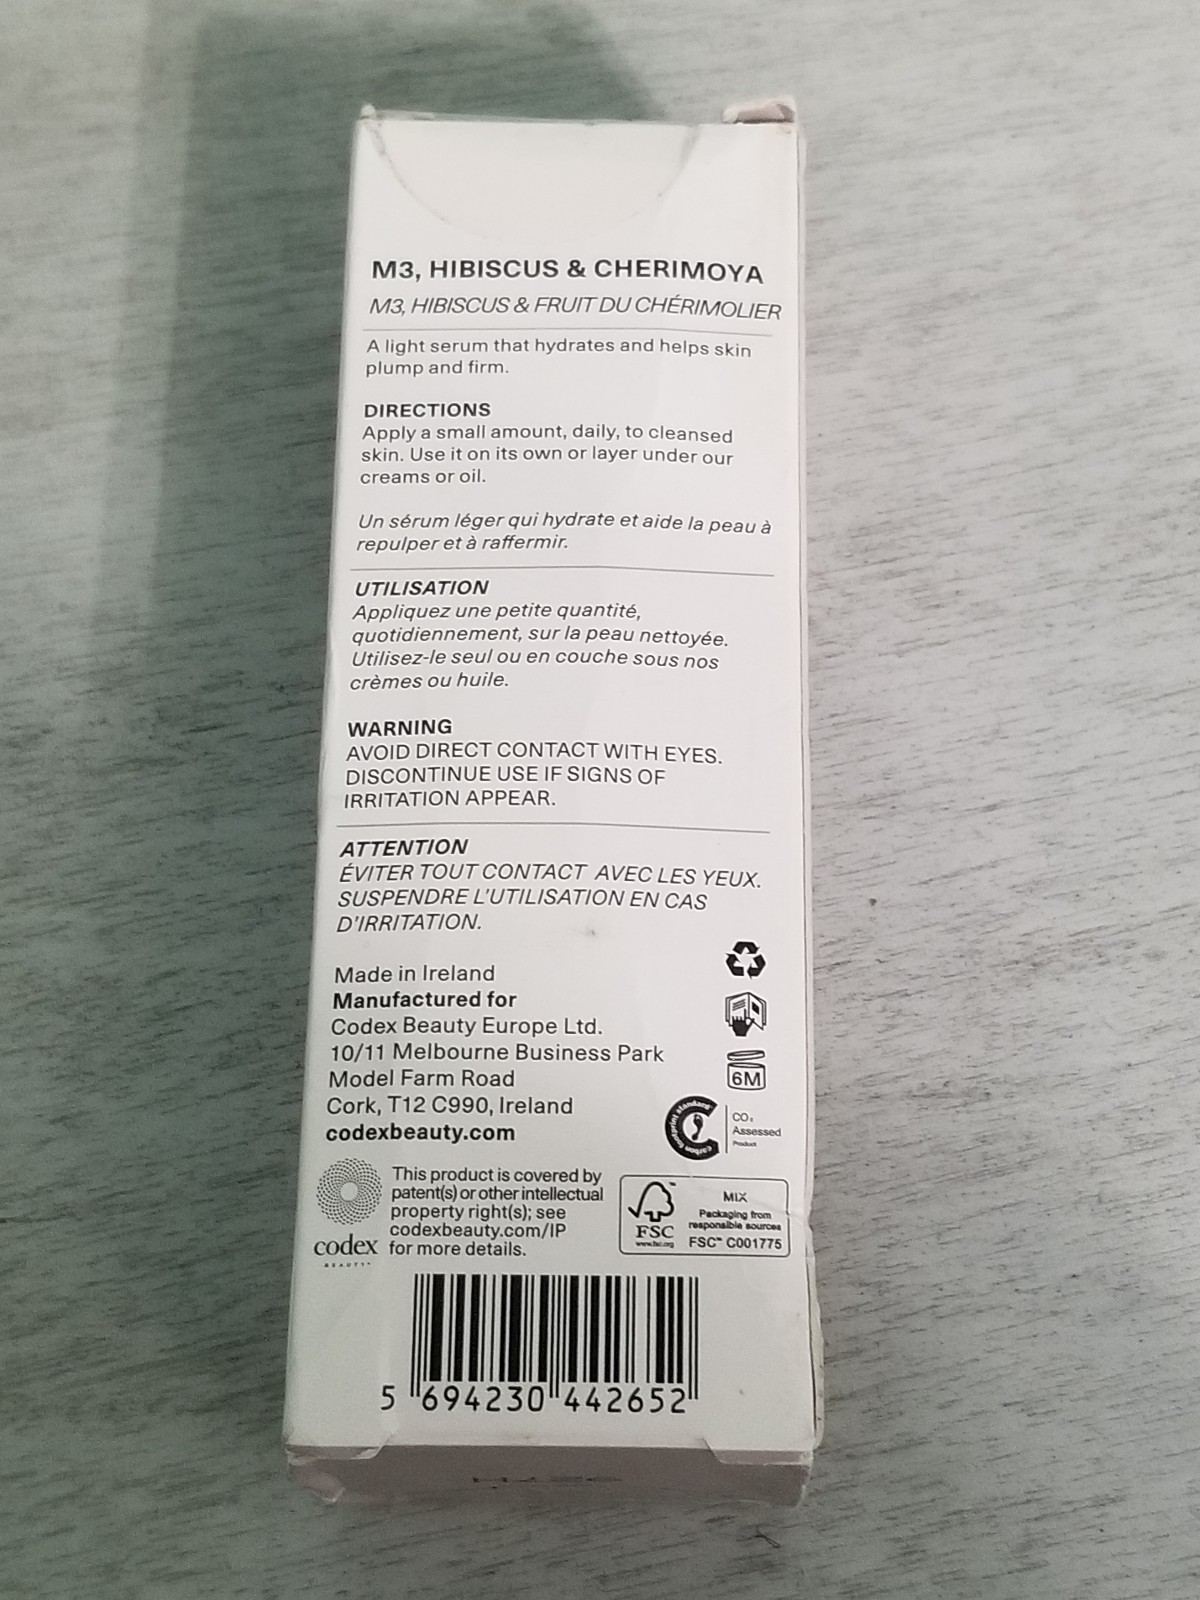 M3, HIBISCUS & CHERIMOYA
M3, HIBISCUS & FRUIT DU CHÉRIMOLIER
A light serum that hydrates and helps skin
plump and firm.
DIRECTIONS
Apply a small amount, daily, to cleansed
skin. Use it on its own or layer under our
creams or oil.
Un sérum léger qui hydrate et aide la peau à
repulper et à raffermir.
UTILISATION
Appliquez une petite quantité,
quotidiennement, sur la peau nettoyée.
Utilisez-le seul ou en couche sous nos
crèmes ou huile.
WARNING
AVOID DIRECT CONTACT WITH EYES.
DISCONTINUE USE IF SIGNS OF
IRRITATION APPEAR.
ATTENTION
ÉVITER TOUT CONTACT AVEC LES YEUX.
SUSPENDRE L'UTILISATION EN CAS
D'IRRITATION.
Made in Ireland
Manufactured for
Codex Beauty Europe Ltd.
10/11 Melbourne Business Park
Model Farm Road
Cork, T12 C990, Ireland
codexbeauty.com
6M
carbon footprint standard
CO₂
Assessed
Product
codex
BEAUTY™
This product is covered by
patent(s) or other intellectual
property right(s); see
codexbeauty.com/IP
for more details.
FSC
www.fsc.org
MIX
Packaging from
responsible sources
FSC™ C001775
5 694230 442652